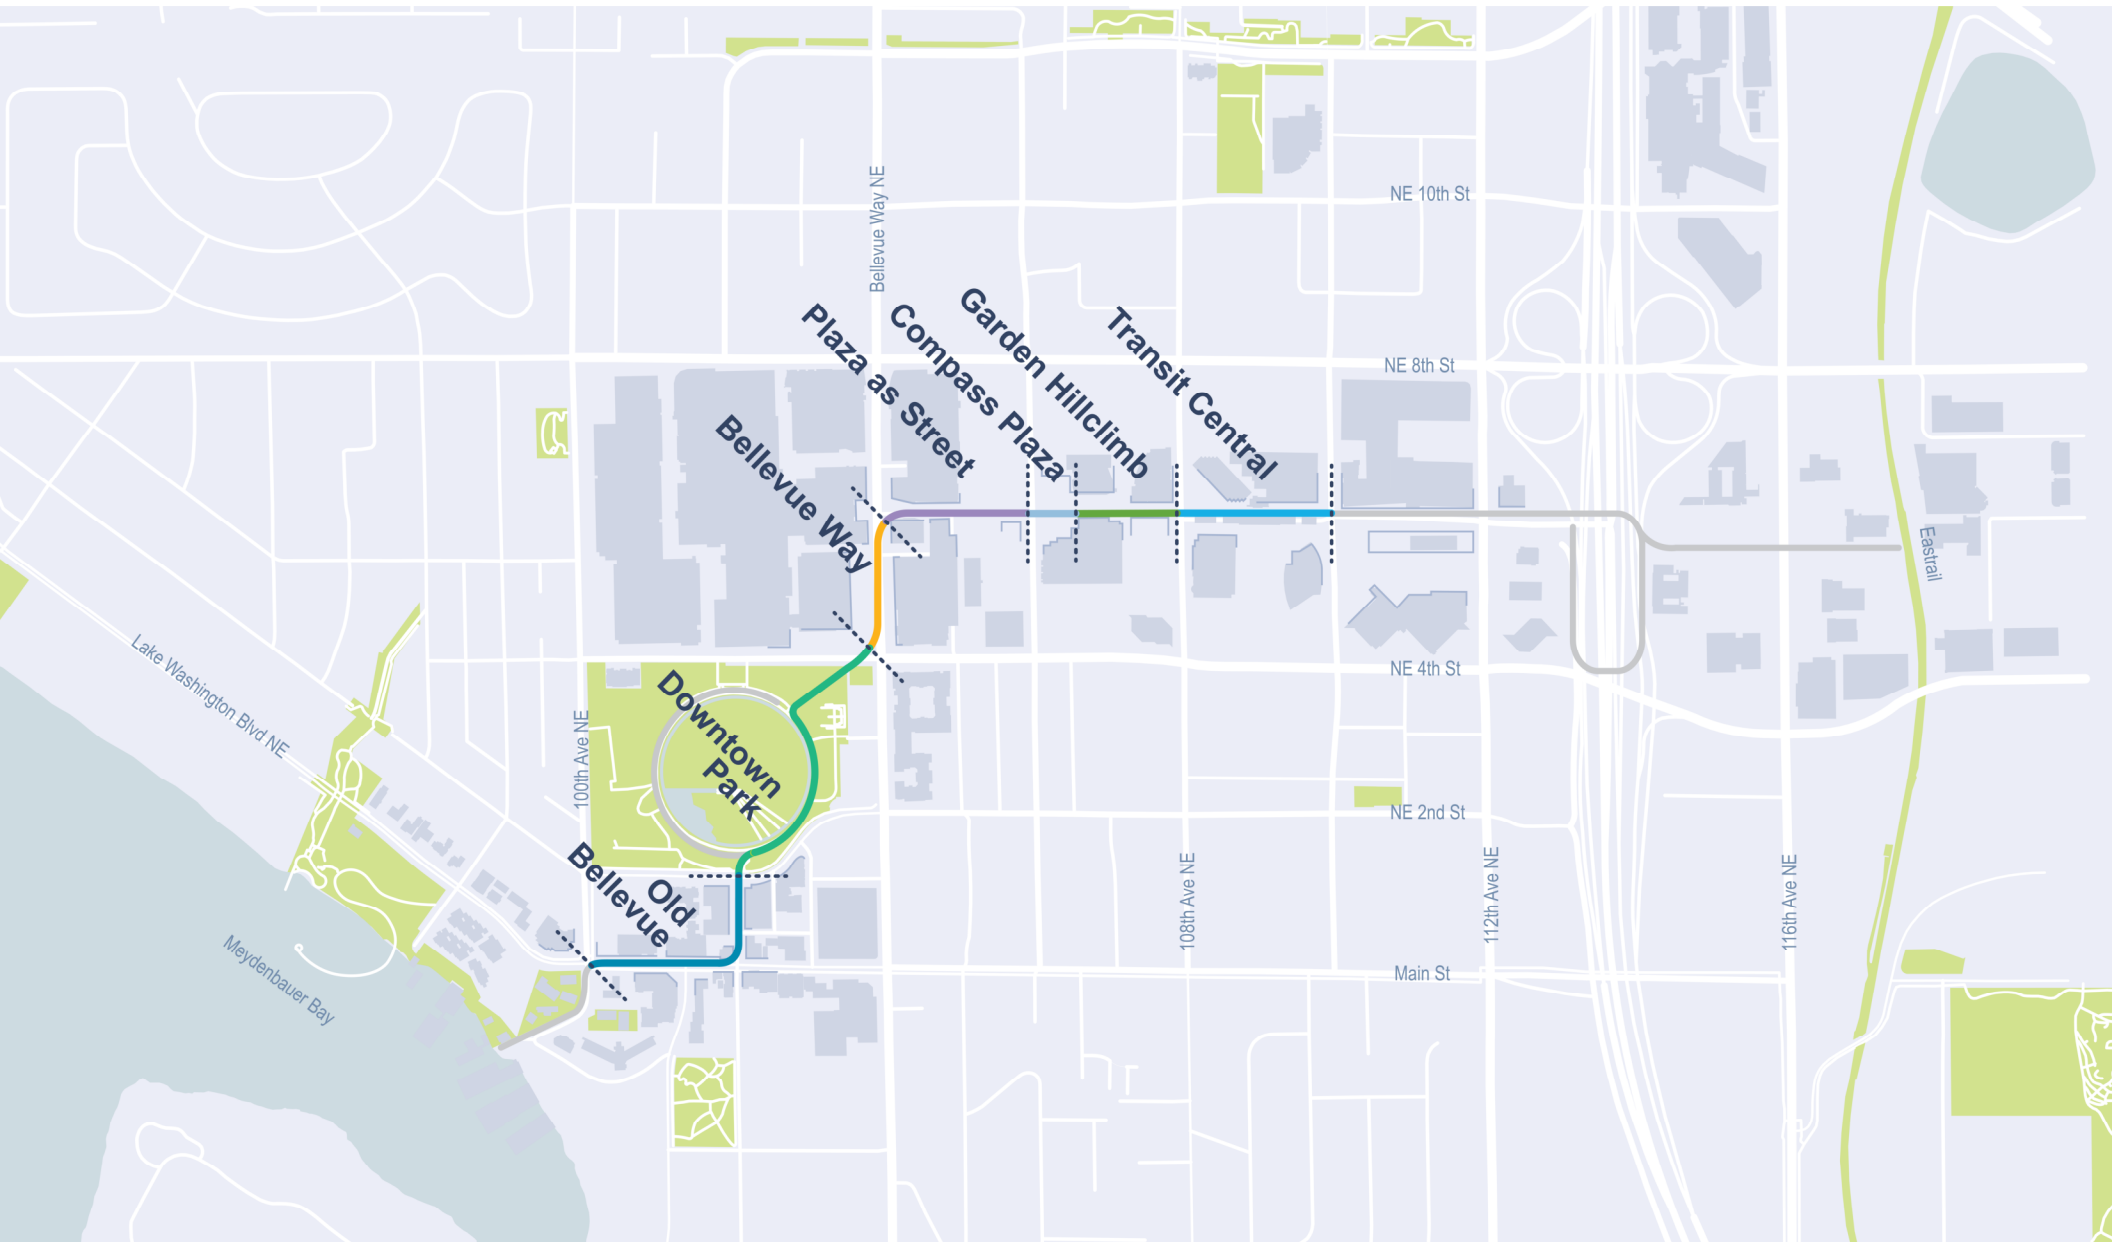 Bellevue Way NE
NE 10th St
Plaza as Street
Compass Plaza
Garden Hillclimb
Transit Central
NE 8th St
Bellevue Way
Eastrail
Lake Washington Blvd NE
100th Ave NE
Downtown
Park
NE 4th St
NE 2nd St
Old
Bellevue
108th Ave NE
112th Ave NE
116th Ave NE
Meydenbauer Bay
Main St